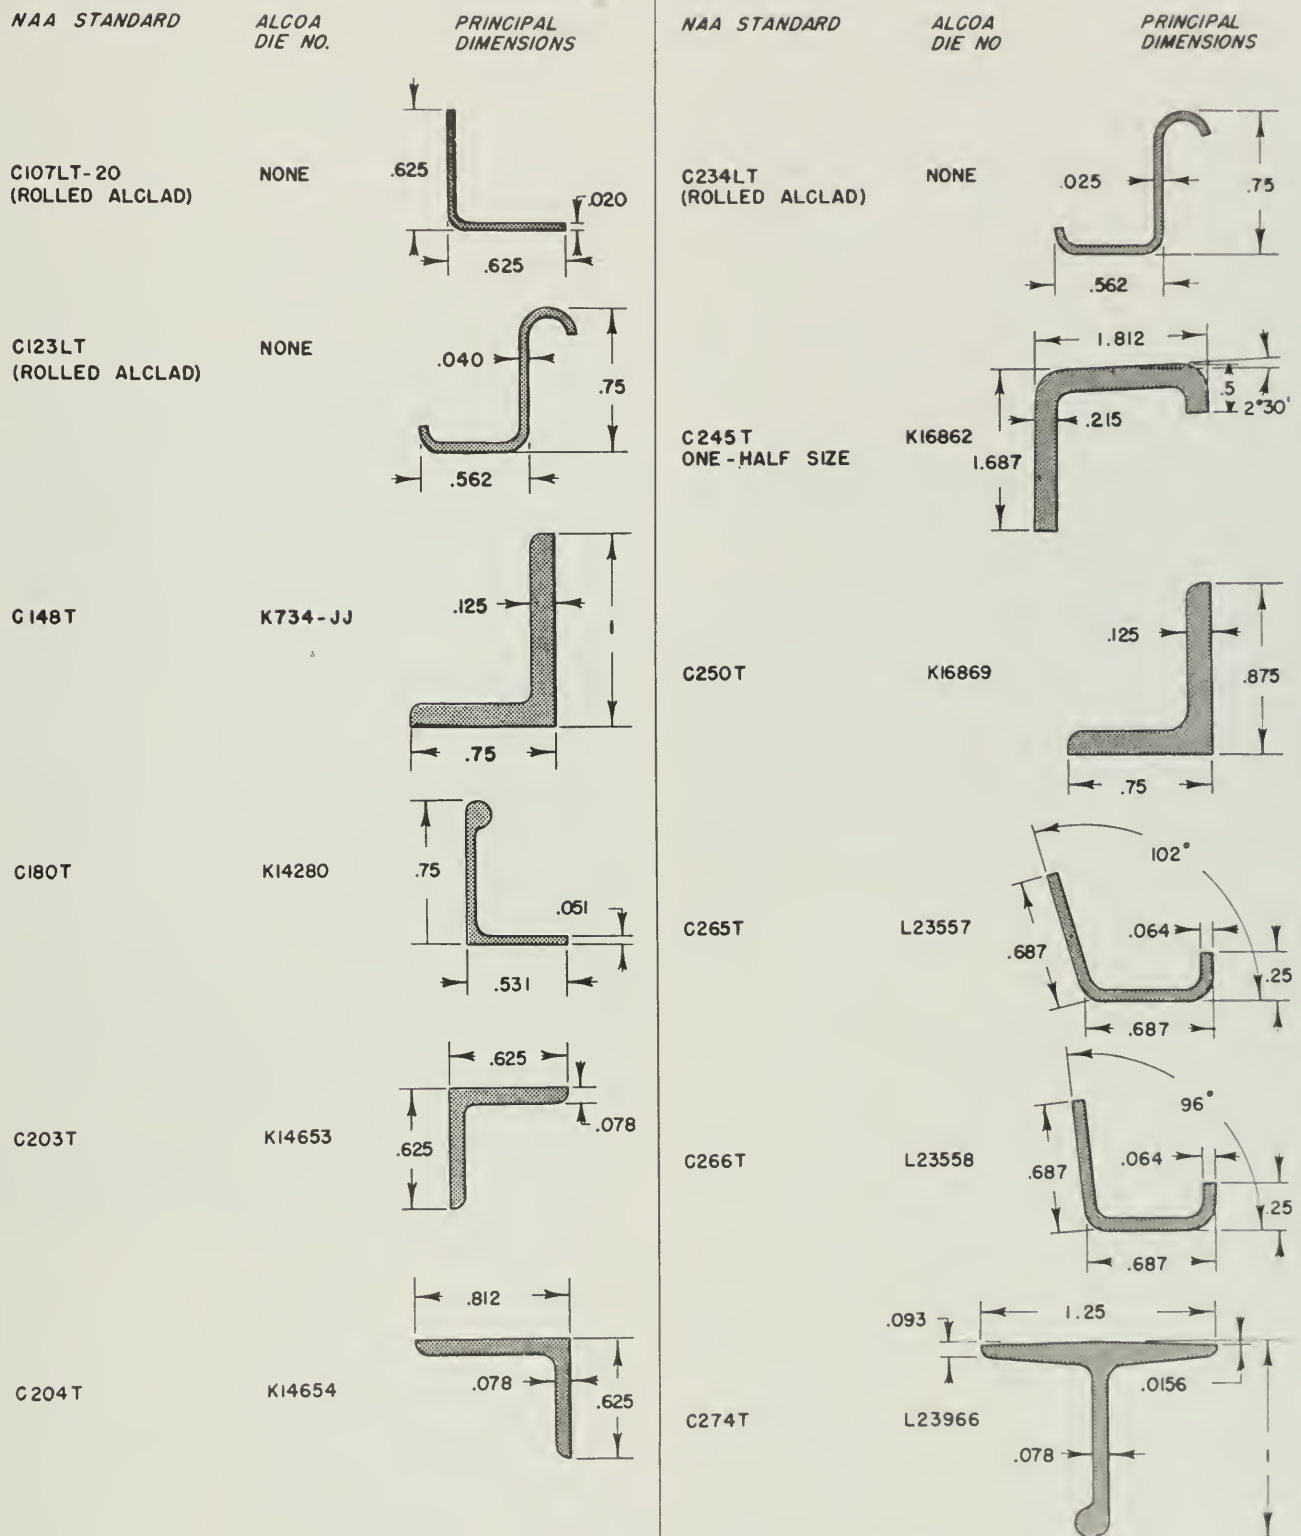 NAA STANDARD
ALCOA
DIE NO.
PRINCIPAL
DIMENSIONS
C107LT-20
(ROLLED ALCLAD)
NONE
.625
.020
.625
C123LT
(ROLLED ALCLAD)
NONE
.040
.75
.562
C148T
K734-JJ
.125
1
.75
C180T
K14280
.75
.051
.531
C203T
K14653
.625
.625
.078
C204T
K14654
.812
.078
.625
NAA STANDARD
ALCOA
DIE NO
PRINCIPAL
DIMENSIONS
C234LT
(ROLLED ALCLAD)
NONE
.025
.75
.562
C245T
ONE-HALF SIZE
K16862
1.812
.5
2°30'
.215
1.687
C250T
K16869
.125
.875
.75
C265T
L23557
102°
.064
.687
.25
.687
C266T
L23558
96°
.064
.687
.25
.687
C274T
L23966
.093
1.25
.0156
.078
1